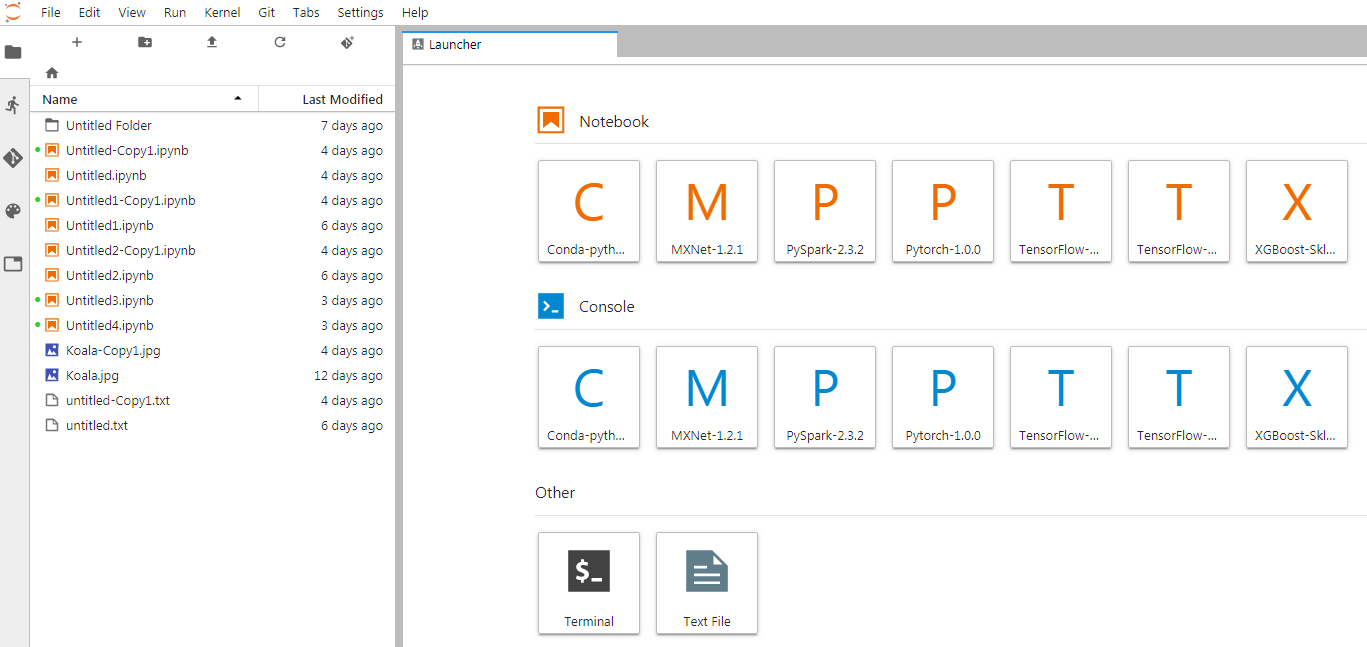 File Edit View Run Kernel Git Tabs Settings Help
Launcher
Name Last Modified
Untitled Folder 7 days ago
Untitled-Copy1.ipynb 4 days ago
Untitled.ipynb 4 days ago
Untitled1-Copy1.ipynb 4 days ago
Untitled1.ipynb 6 days ago
Untitled2-Copy1.ipynb 4 days ago
Untitled2.ipynb 6 days ago
Untitled3.ipynb 3 days ago
Untitled4.ipynb 3 days ago
Koala-Copy1.jpg 4 days ago
Koala.jpg 12 days ago
untitled-Copy1.txt 4 days ago
untitled.txt 6 days ago
Notebook
C M P P T T X
Conda-pyth... MXNet-1.2.1 PySpark-2.3.2 Pytorch-1.0.0 TensorFlow-... TensorFlow-... XGBoost-Skl...
Console
C M P P T T X
Conda-pyth... MXNet-1.2.1 PySpark-2.3.2 Pytorch-1.0.0 TensorFlow-... TensorFlow-... XGBoost-Skl...
Other
$_
Terminal Text File